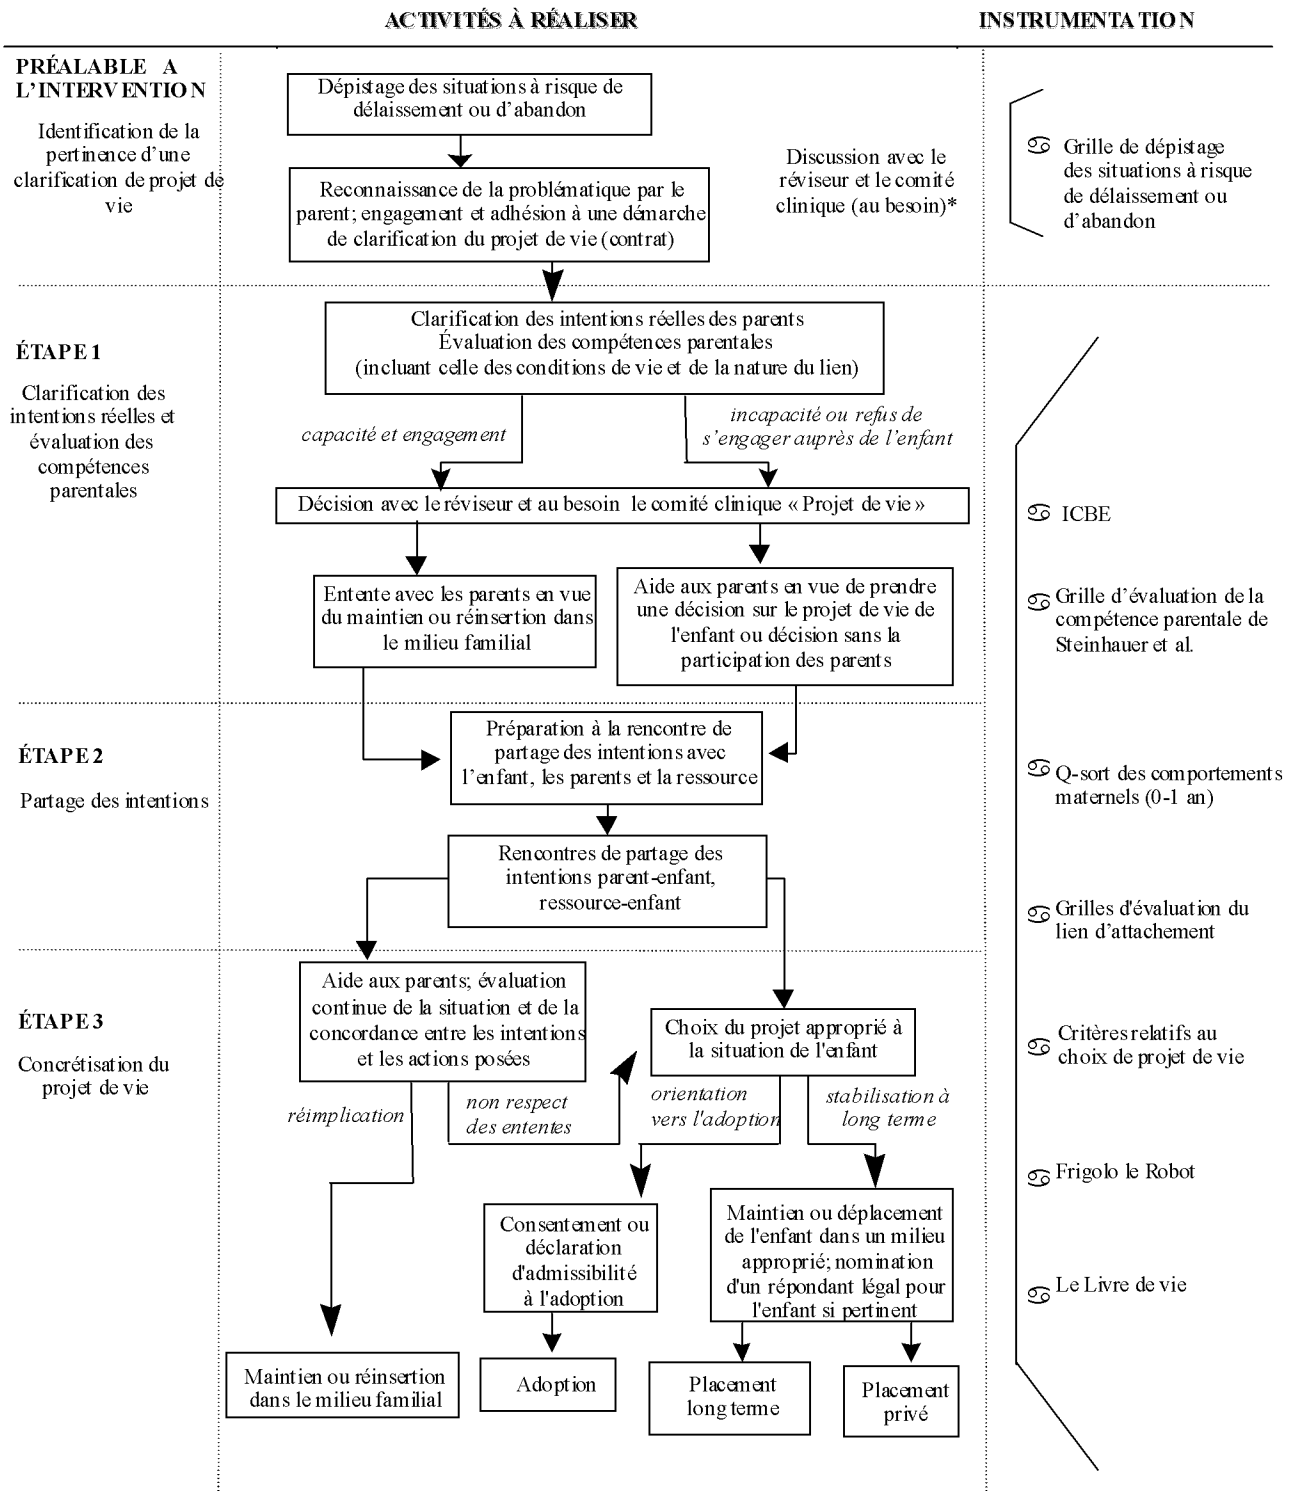 ACTIVITÉS À RÉALISER
INSTRUMENTATION
PRÉALABLE A
L'INTERVENTION
Identification de la
pertinence d'une
clarification de projet de
vie
Dépistage des situations à risque de
délaissement ou d'abandon
Reconnaissance de la problématique par le
parent; engagement et adhésion à une démarche
de clarification du projet de vie (contrat)
Discussion avec le
réviseur et le comité
clinique (au besoin)*
Grille de dépistage
des situations à risque
de délaissement ou
d'abandon
ÉTAPE 1
Clarification des
intentions réelles et
évaluation des
compétences
parentales
Clarification des intentions réelles des parents
Évaluation des compétences parentales
(incluant celle des conditions de vie et de la nature du lien)
capacité et engagement
incapacité ou refus de
s'engager auprès de l'enfant
Décision avec le réviseur et au besoin le comité clinique « Projet de vie »
Entente avec les parents en vue
du maintien ou réinsertion dans
le milieu familial
Aide aux parents en vue de prendre
une décision sur le projet de vie de
l'enfant ou décision sans la
participation des parents
ICBE
Grille d'évaluation de la
compétence parentale de
Steinhauer et al.
ÉTAPE 2
Partage des intentions
Préparation à la rencontre de
partage des intentions avec
l'enfant, les parents et la ressource
Rencontres de partage des
intentions parent-enfant,
ressource-enfant
Q-sort des comportements
maternels (0-1 an)
Grilles d'évaluation du
lien d'attachement
ÉTAPE 3
Concrétisation du
projet de vie
Aide aux parents; évaluation
continue de la situation et de la
concordance entre les intentions
et les actions posées
Choix du projet approprié à
la situation de l'enfant
réimplication
non respect
des ententes
orientation
vers l'adoption
stabilisation à
long terme
Consentement ou
déclaration
d'admissibilité
à l'adoption
Maintien ou déplacement
de l'enfant dans un milieu
approprié; nomination
d'un répondant légal pour
l'enfant si pertinent
Maintien ou réinsertion
dans le milieu familial
Adoption
Placement
long terme
Placement
privé
Critères relatifs au
choix de projet de vie
Frigolo le Robot
Le Livre de vie